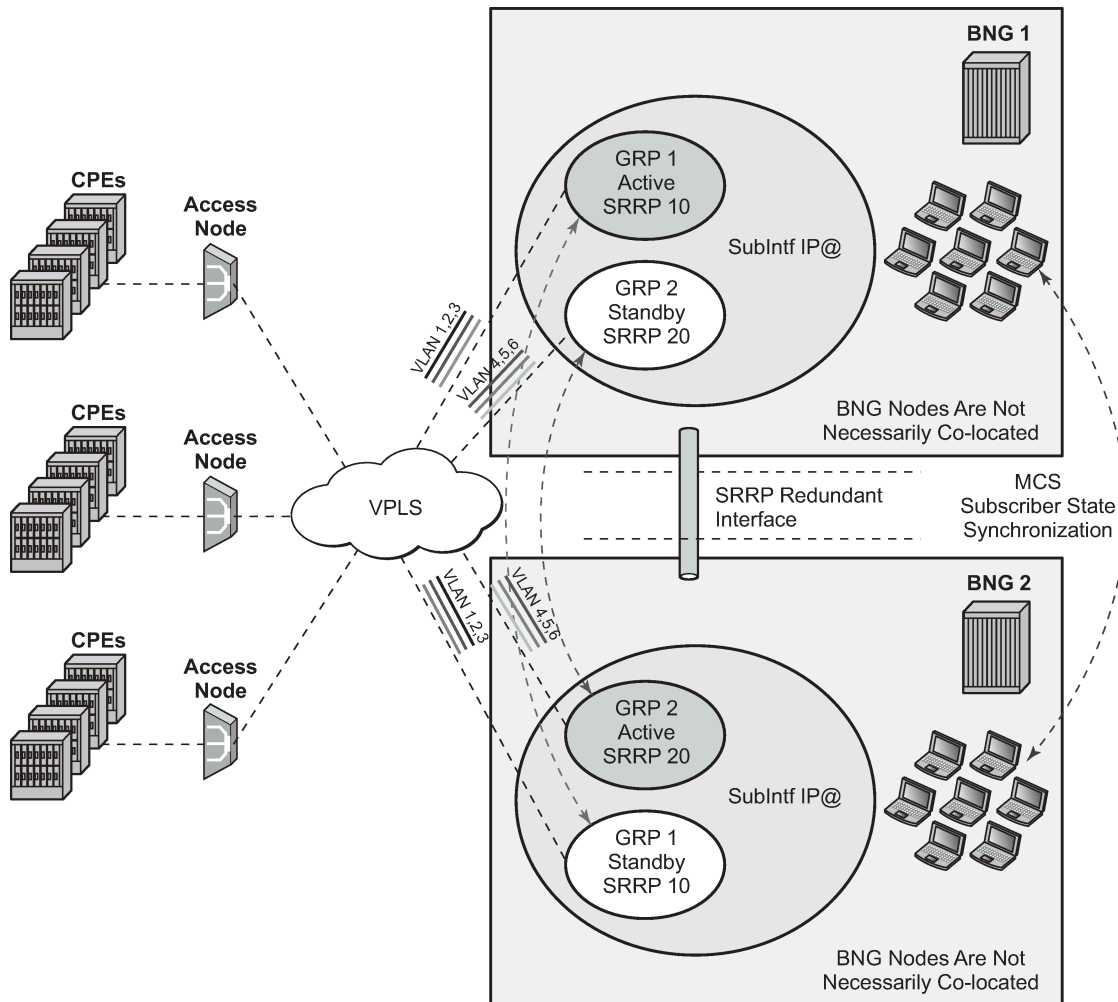 BNG 1
GRP 1
Active
SRRP 10
SubIntf IP@
GRP 2
Standby
SRRP 20
BNG Nodes Are Not
Necessarily Co-located
CPEs
Access
Node
CPEs
Access
Node
CPEs
Access
Node
VLAN 1,2,3
VLAN 4,5,6
VPLS
VLAN 1,2,3
VLAN 4,5,6
SRRP Redundant
Interface
MCS
Subscriber State
Synchronization
BNG 2
GRP 2
Active
SRRP 20
SubIntf IP@
GRP 1
Standby
SRRP 10
BNG Nodes Are Not
Necessarily Co-located